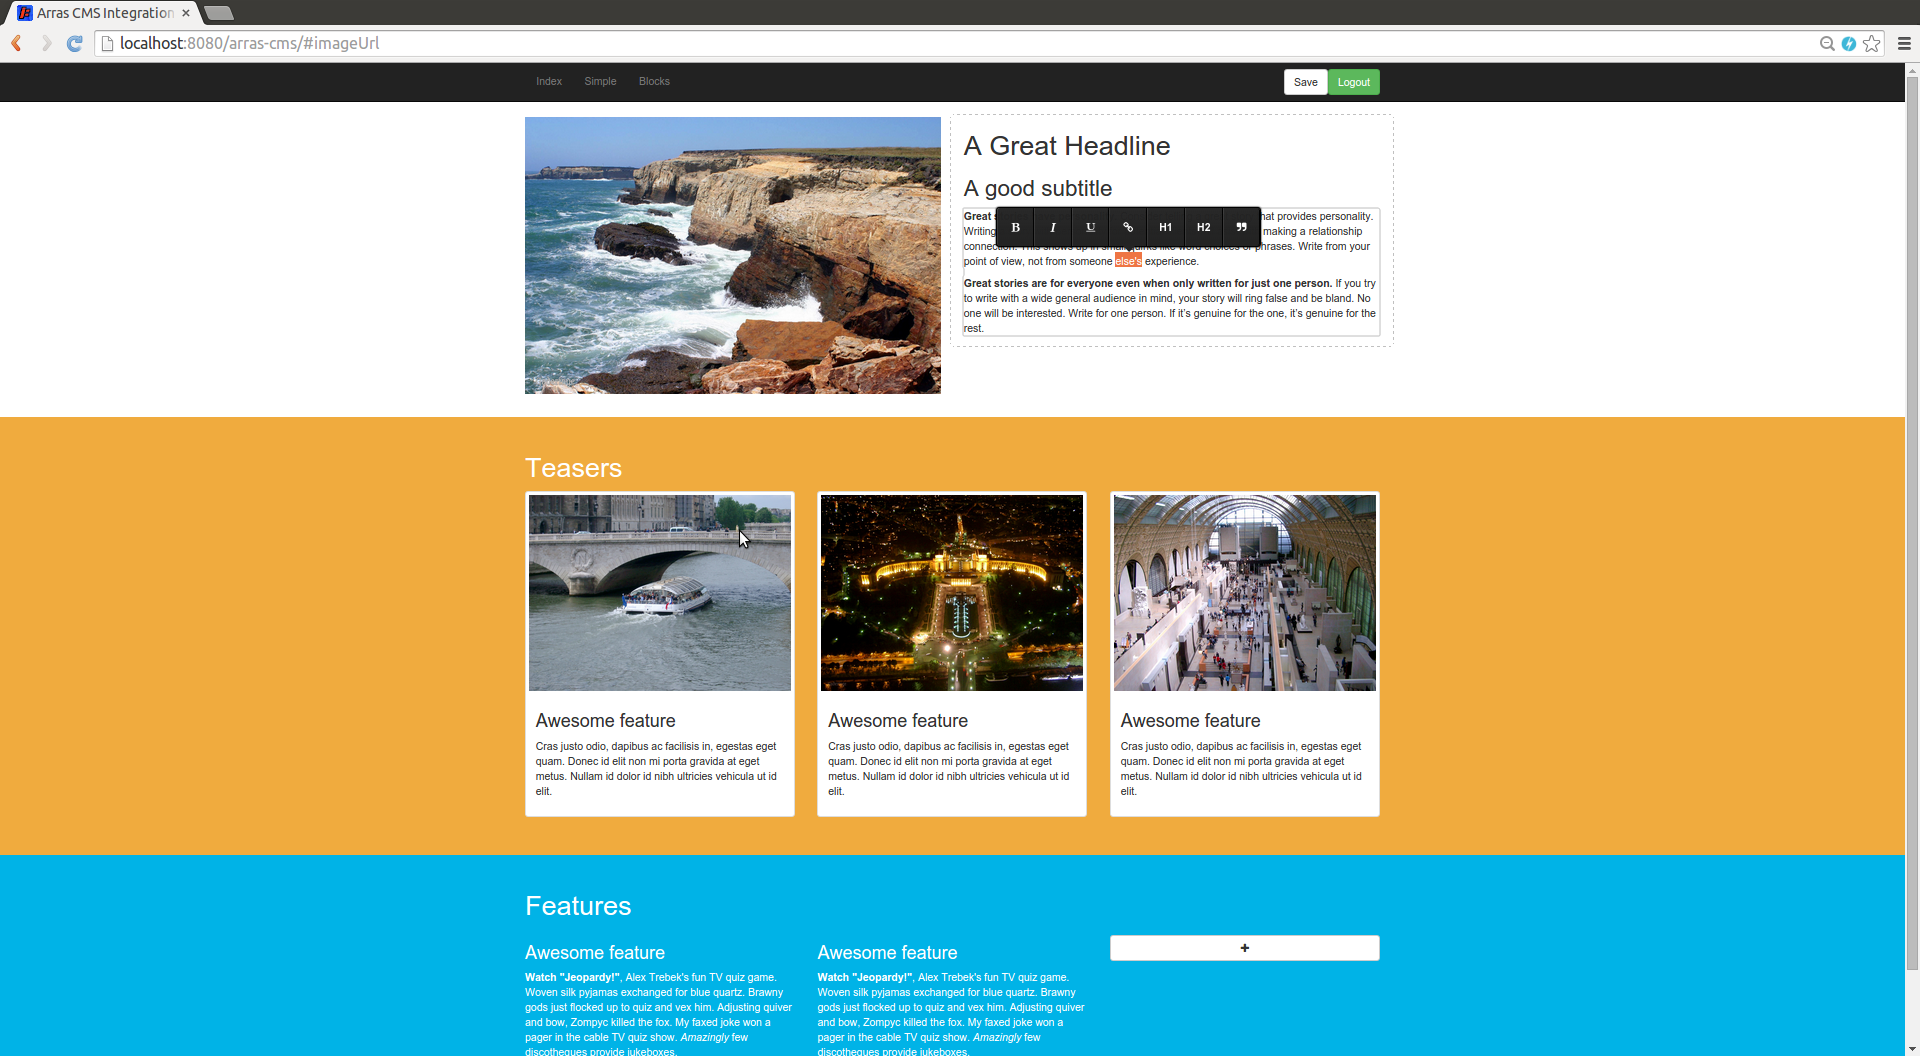 Arras CMS Integration
localhost:8080/arras-cms/#imageUrl
Index Simple Blocks Save Logout
A Great Headline
A good subtitle
B I U H1 H2
Great hat provides personality.
Writing making a relationship
phrases. Write from your
point of view, not from someone else's experience.
Great stories are for everyone even when only written for just one person. If you try
to write with a wide general audience in mind, your story will ring false and be bland. No
one will be interested. Write for one person. If it's genuine for the one, it's genuine for the
rest.
Teasers
Awesome feature
Cras justo odio, dapibus ac facilisis in, egestas eget
quam. Donec id elit non mi porta gravida at eget
metus. Nullam id dolor id nibh ultricies vehicula ut id
elit.
Awesome feature
Cras justo odio, dapibus ac facilisis in, egestas eget
quam. Donec id elit non mi porta gravida at eget
metus. Nullam id dolor id nibh ultricies vehicula ut id
elit.
Awesome feature
Cras justo odio, dapibus ac facilisis in, egestas eget
quam. Donec id elit non mi porta gravida at eget
metus. Nullam id dolor id nibh ultricies vehicula ut id
elit.
Features
Awesome feature
Watch "Jeopardy!", Alex Trebek's fun TV quiz game.
Woven silk pyjamas exchanged for blue quartz. Brawny
gods just flocked up to quiz and vex him. Adjusting quiver
and bow, Zompyc killed the fox. My faxed joke won a
pager in the cable TV quiz show. Amazingly few
discotheques provide jukeboxes.
Awesome feature
Watch "Jeopardy!", Alex Trebek's fun TV quiz game.
Woven silk pyjamas exchanged for blue quartz. Brawny
gods just flocked up to quiz and vex him. Adjusting quiver
and bow, Zompyc killed the fox. My faxed joke won a
pager in the cable TV quiz show. Amazingly few
discotheques provide jukeboxes.
+